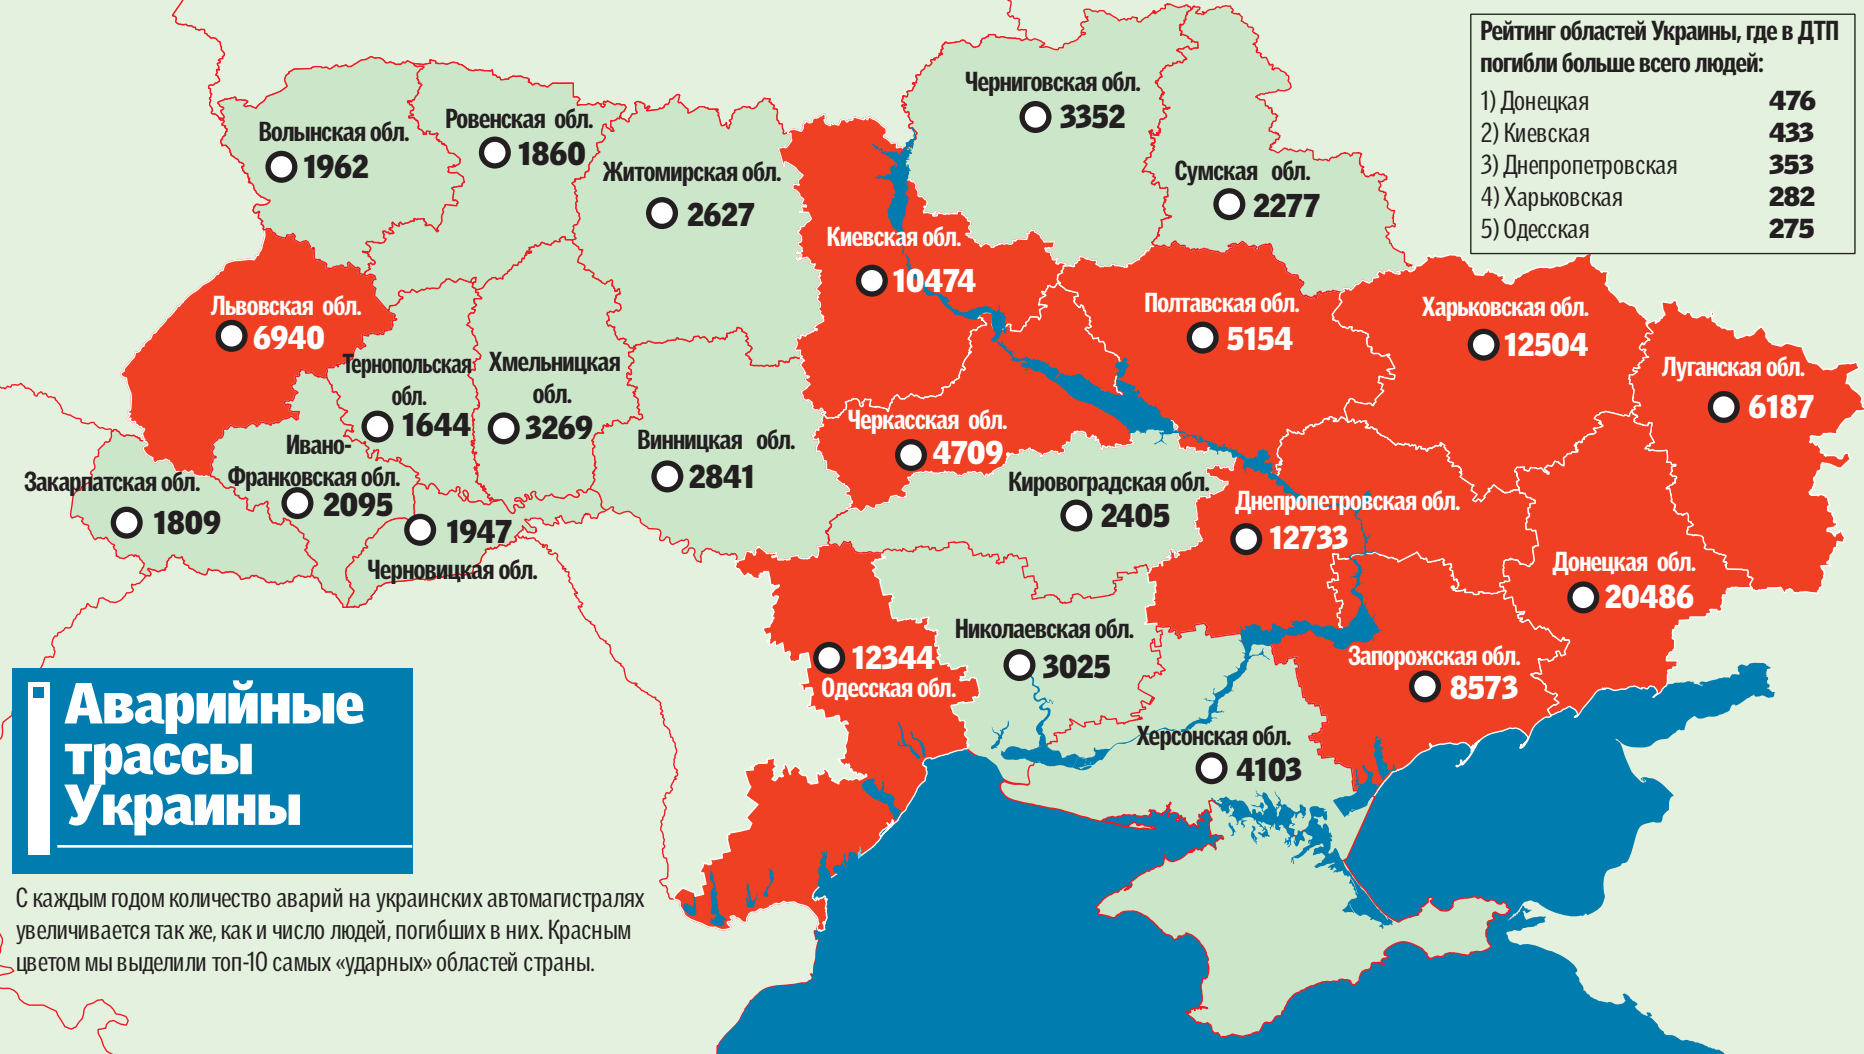 Рейтинг областей Украины, где в ДТП
погибли больше всего людей:
1) Донецкая 476
2) Киевская 433
3) Днепропетровская 353
4) Харьковская 282
5) Одесская 275
Черниговская обл.
3352
Волынская обл.
1962
Ровенская обл.
1860
Житомирская обл.
2627
Сумская обл.
2277
Киевская обл.
10474
Львовская обл.
6940
Полтавская обл.
5154
Харьковская обл.
12504
Луганская обл.
6187
Тернопольская
обл.
1644
Хмельницкая
обл.
3269
Винницкая обл.
2841
Черкасская обл.
4709
Ивано-
Франковская обл.
2095
Закарпатская обл.
1809
1947
Черновицкая обл.
Кировоградская обл.
2405
Днепропетровская обл.
12733
Донецкая обл.
20486
Николаевская обл.
3025
12344
Одесская обл.
Запорожская обл.
8573
Херсонская обл.
4103
Аварийные
трассы
Украины
С каждым годом количество аварий на украинских автомагистралях
увеличивается так же, как и число людей, погибших в них. Красным
цветом мы выделили топ-10 самых «ударных» областей страны.